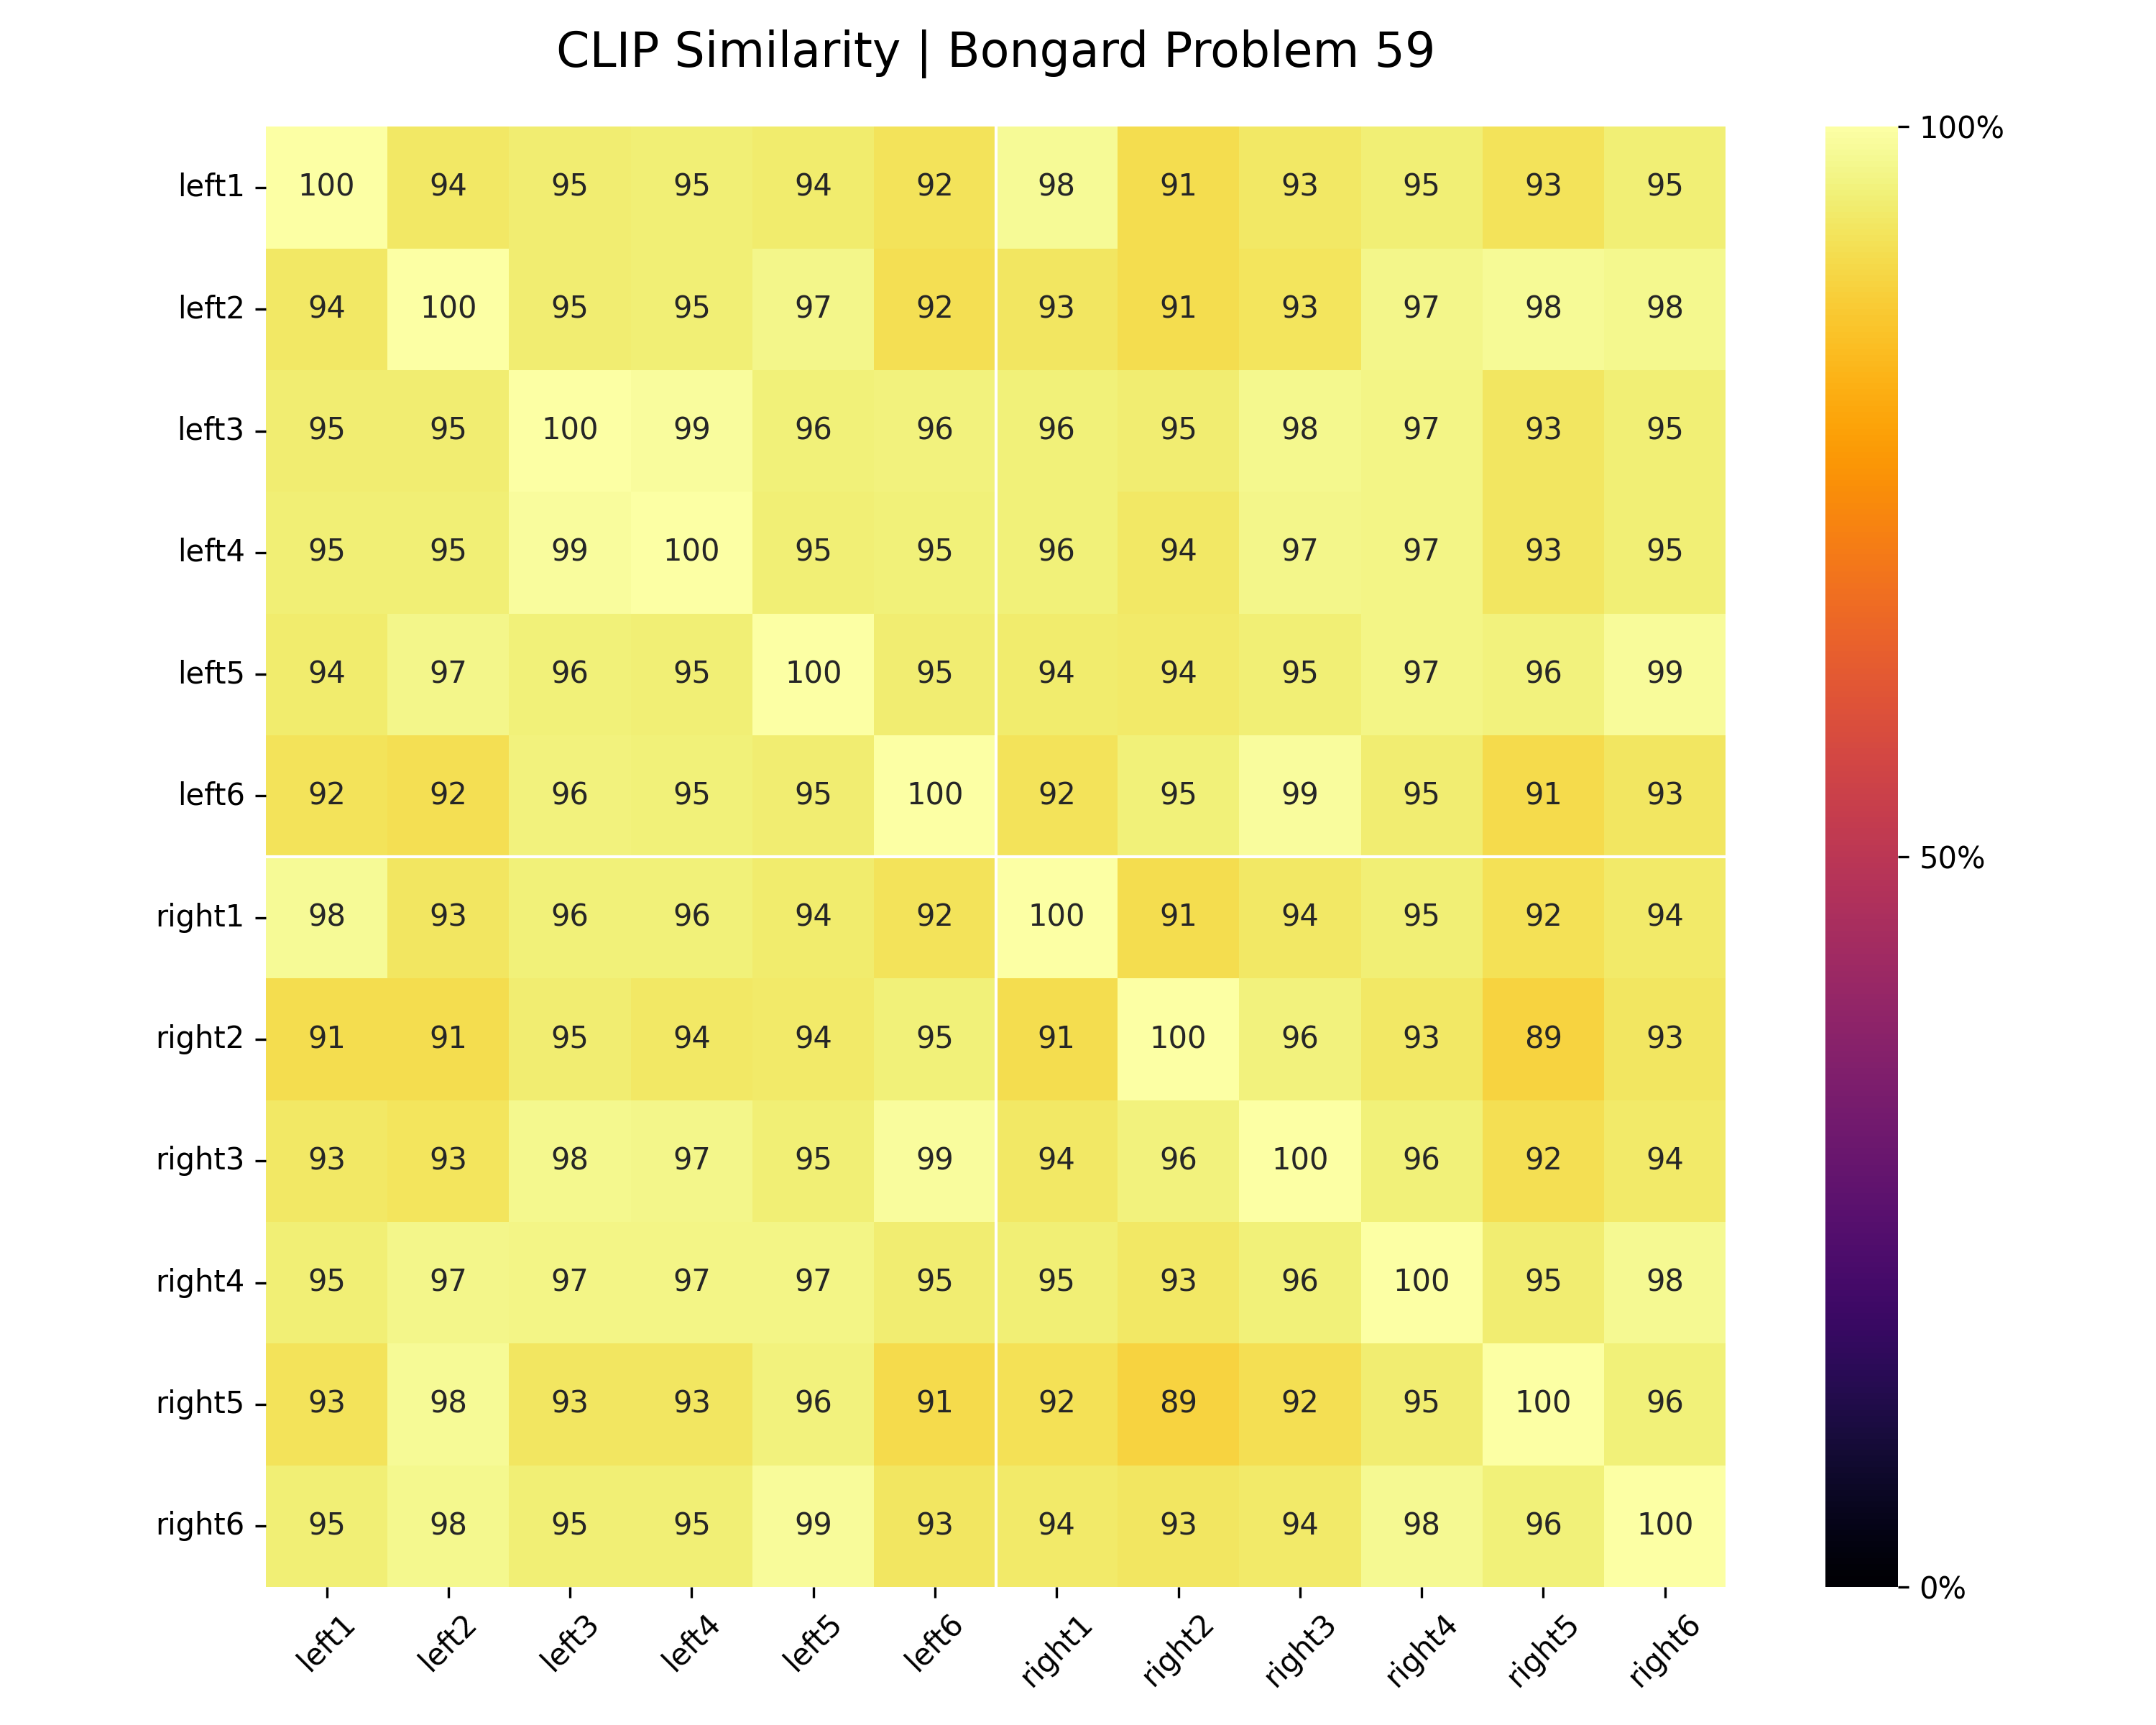 CLIP Similarity | Bongard Problem 59
left1 100 94 95 95 94 92 98 91 93 95 93 95
left2 94 100 95 95 97 92 93 91 93 97 98 98
left3 95 95 100 99 96 96 96 95 98 97 93 95
left4 95 95 99 100 95 95 96 94 97 97 93 95
left5 94 97 96 95 100 95 94 94 95 97 96 99
left6 92 92 96 95 95 100 92 95 99 95 91 93
right1 98 93 96 96 94 92 100 91 94 95 92 94
right2 91 91 95 94 94 95 91 100 96 93 89 93
right3 93 93 98 97 95 99 94 96 100 96 92 94
right4 95 97 97 97 97 95 95 93 96 100 95 98
right5 93 98 93 93 96 91 92 89 92 95 100 96
right6 95 98 95 95 99 93 94 93 94 98 96 100
left1 left2 left3 left4 left5 left6 right1 right2 right3 right4 right5 right6
100%
50%
0%